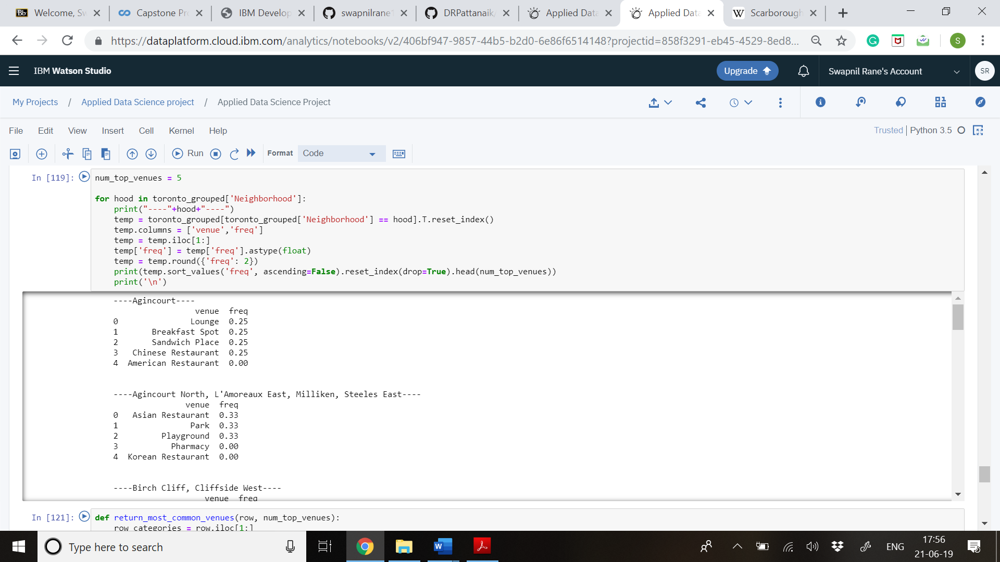 Welcome, Sw
Capstone Pro
IBM Develop
swapnilrane1
DRPattanaik/
Applied Data
Applied Data
Scarborough
https://dataplatform.cloud.ibm.com/analytics/notebooks/v2/406bf947-9857-44b5-b2d0-6e86f6514148?projectid=858f3291-eb45-4529-8ed8...
S
IBM Watson Studio
Upgrade
Swapnil Rane's Account
SR
My Projects / Applied Data Science project / Applied Data Science Project
File Edit View Insert Cell Kernel Help
Trusted | Python 3.5
Run
Format
Code
In [119]:
num_top_venues = 5
for hood in toronto_grouped['Neighborhood']:
    print("----"+hood+"----")
    temp = toronto_grouped[toronto_grouped['Neighborhood'] == hood].T.reset_index()
    temp.columns = ['venue','freq']
    temp = temp.iloc[1:]
    temp['freq'] = temp['freq'].astype(float)
    temp = temp.round({'freq': 2})
    print(temp.sort_values('freq', ascending=False).reset_index(drop=True).head(num_top_venues))
    print('\n')
----Agincourt----
venue freq
0 Lounge 0.25
1 Breakfast Spot 0.25
2 Sandwich Place 0.25
3 Chinese Restaurant 0.25
4 American Restaurant 0.00
----Agincourt North, L'Amoreaux East, Milliken, Steeles East----
venue freq
0 Asian Restaurant 0.33
1 Park 0.33
2 Playground 0.33
3 Pharmacy 0.00
4 Korean Restaurant 0.00
----Birch Cliff, Cliffside West----
venue freq
In [121]:
def return_most_common_venues(row, num_top_venues):
    row_categories = row.iloc[1:]
Type here to search
ENG
17:56
21-06-19